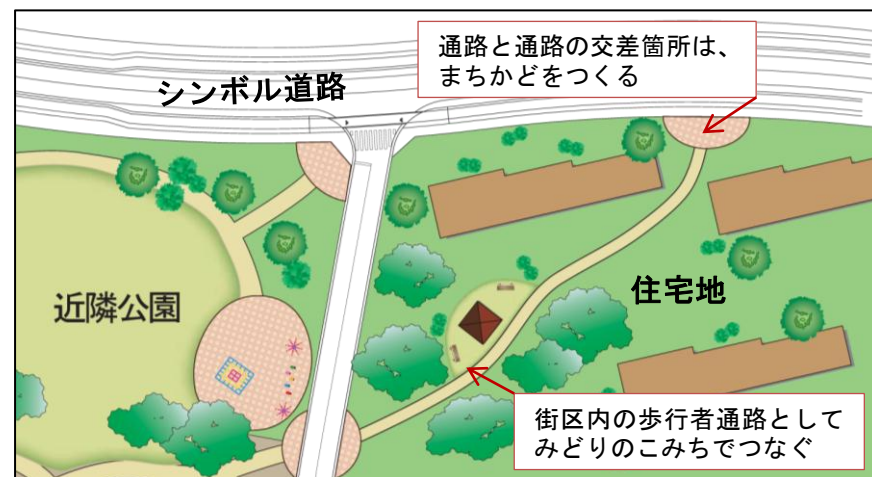 通路と通路の交差箇所は、
まちかどをつくる
シンボル道路
住宅地
近隣公園
街区内の歩行者通路として
みどりのこみちでつなぐ